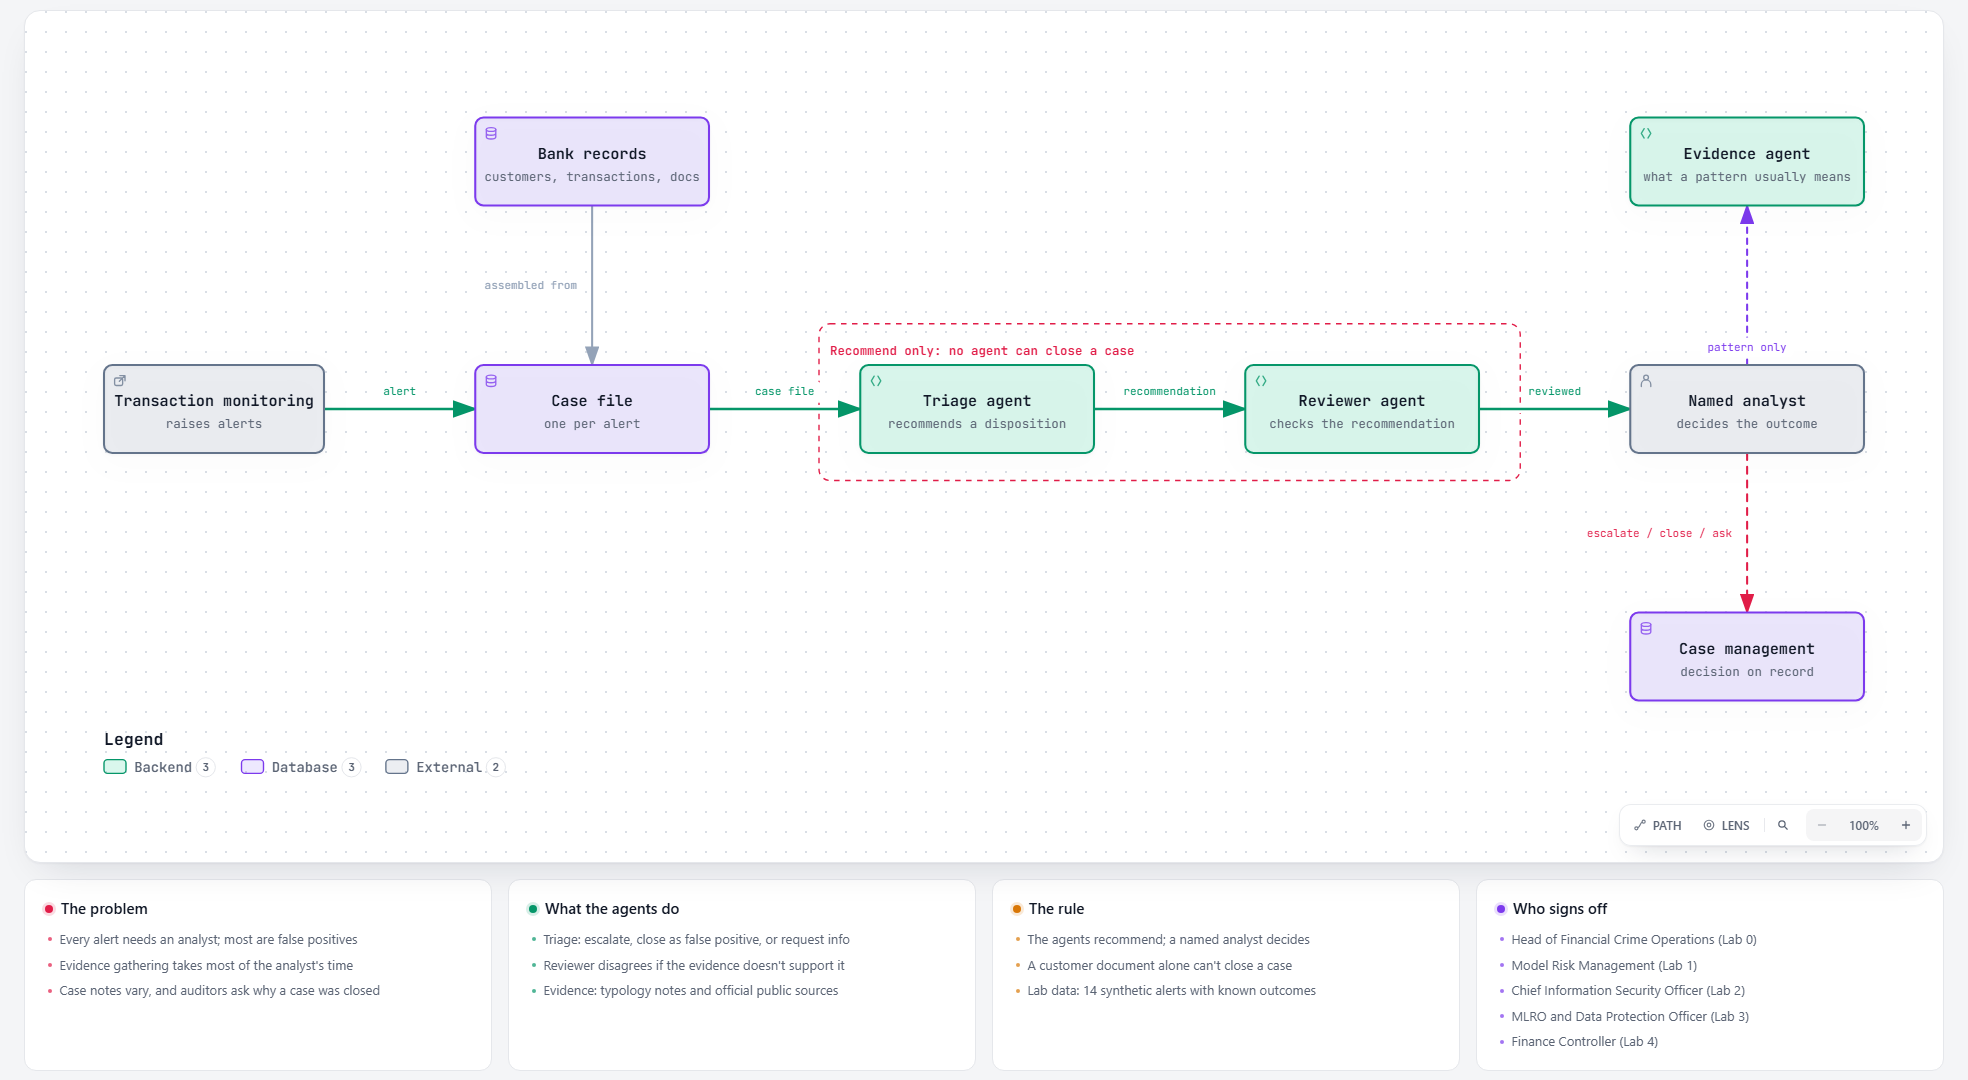 Bank records
customers, transactions, docs
Evidence agent
what a pattern usually means
assembled from
pattern only
Recommend only: no agent can close a case
Transaction monitoring
raises alerts
alert
Case file
one per alert
case file
Triage agent
recommends a disposition
recommendation
Reviewer agent
checks the recommendation
reviewed
Named analyst
decides the outcome
escalate / close / ask
Case management
decision on record
Legend
Backend 3
Database 3
External 2
PATH
LENS
− 100% +
The problem
Every alert needs an analyst; most are false positives
Evidence gathering takes most of the analyst's time
Case notes vary, and auditors ask why a case was closed
What the agents do
Triage: escalate, close as false positive, or request info
Reviewer disagrees if the evidence doesn't support it
Evidence: typology notes and official public sources
The rule
The agents recommend; a named analyst decides
A customer document alone can't close a case
Lab data: 14 synthetic alerts with known outcomes
Who signs off
Head of Financial Crime Operations (Lab 0)
Model Risk Management (Lab 1)
Chief Information Security Officer (Lab 2)
MLRO and Data Protection Officer (Lab 3)
Finance Controller (Lab 4)